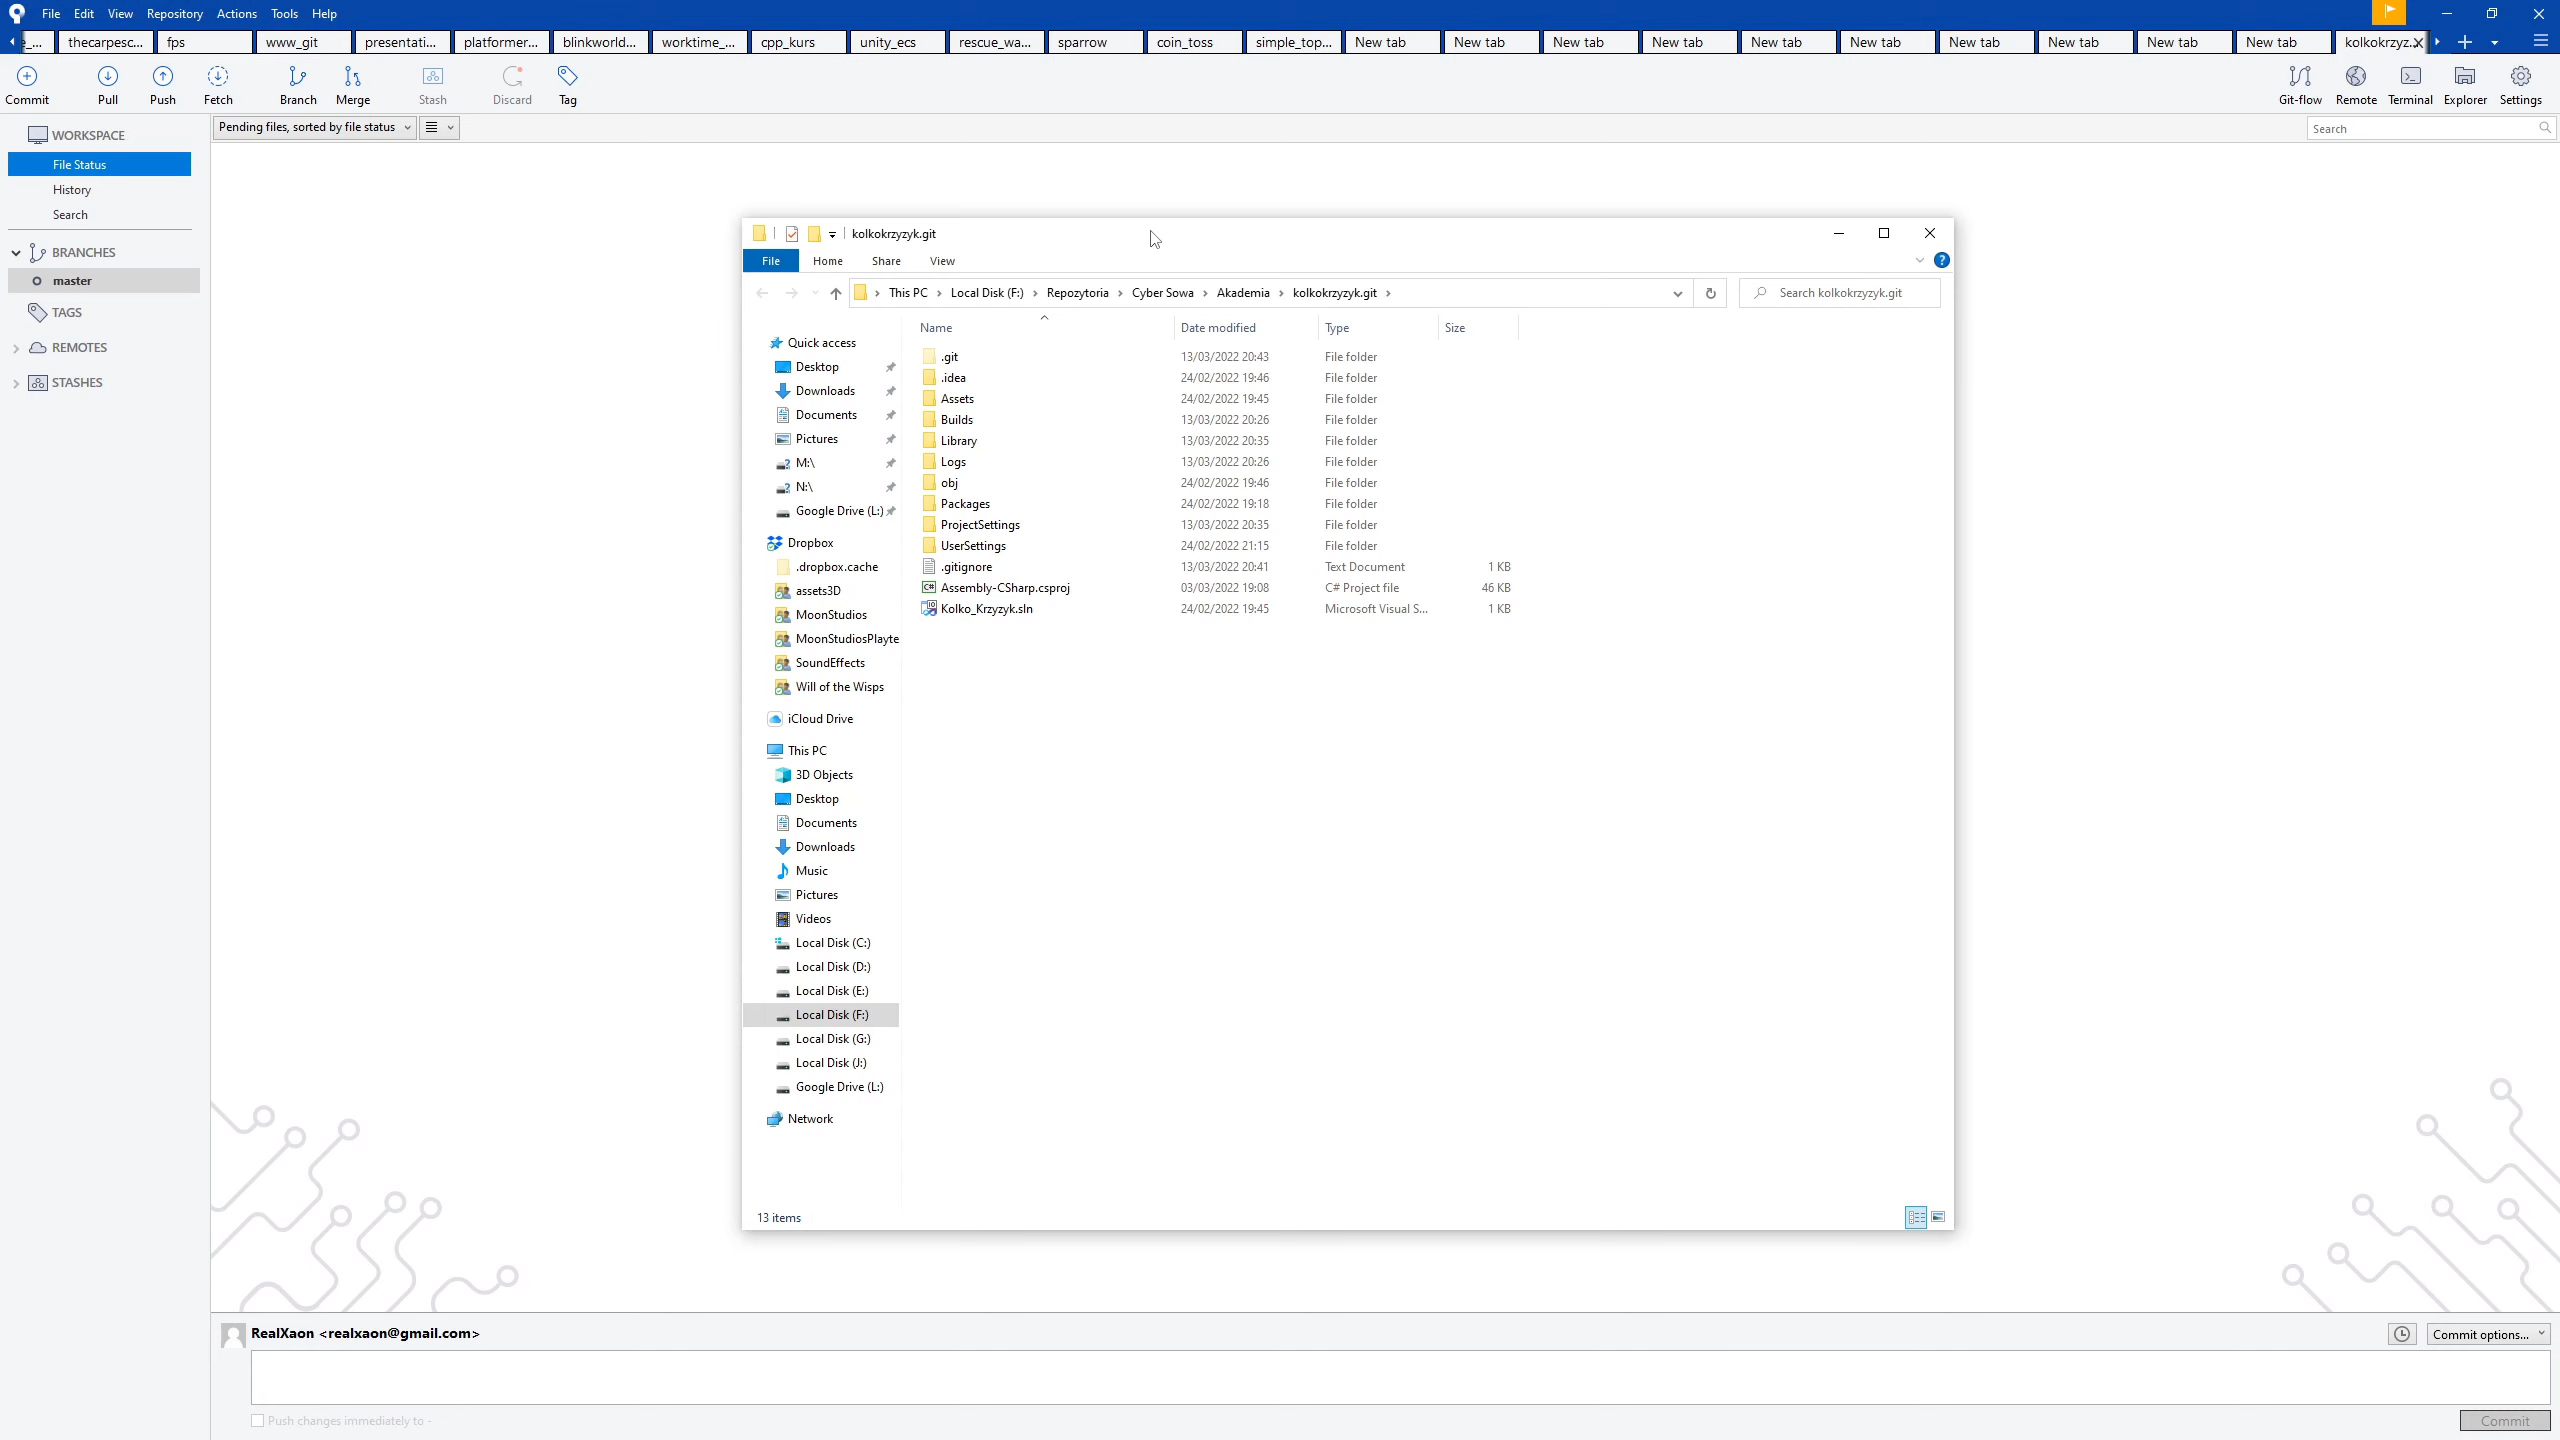 File Edit View Repository Actions Tools Help
e_... thecarpesc... fps www_git presentati... platformer... blinkworld... worktime_... cpp_kurs unity_ecs rescue_wa... sparrow coin_toss simple_top... New tab New tab New tab New tab New tab New tab New tab New tab New tab New tab kolkokrzyz...
Commit Pull Push Fetch Branch Merge Stash Discard Tag Git-flow Remote Terminal Explorer Settings
Pending files, sorted by file status Search
WORKSPACE
File Status
History
Search
BRANCHES
master
TAGS
REMOTES
STASHES
kolkokrzyzyk.git
File Home Share View
This PC Local Disk (F:) Repozytoria Cyber Sowa Akademia kolkokrzyzyk.git Search kolkokrzyzyk.git
Quick access
Desktop
Downloads
Documents
Pictures
M:\
N:\
Google Drive (L:)
Dropbox
.dropbox.cache
assets3D
MoonStudios
MoonStudiosPlayte
SoundEffects
Will of the Wisps
iCloud Drive
This PC
3D Objects
Desktop
Documents
Downloads
Music
Pictures
Videos
Local Disk (C:)
Local Disk (D:)
Local Disk (E:)
Local Disk (F:)
Local Disk (G:)
Local Disk (J:)
Google Drive (L:)
Network
Name Date modified Type Size
.git 13/03/2022 20:43 File folder
.idea 24/02/2022 19:46 File folder
Assets 24/02/2022 19:45 File folder
Builds 13/03/2022 20:26 File folder
Library 13/03/2022 20:35 File folder
Logs 13/03/2022 20:26 File folder
obj 24/02/2022 19:46 File folder
Packages 24/02/2022 19:18 File folder
ProjectSettings 13/03/2022 20:35 File folder
UserSettings 24/02/2022 21:15 File folder
.gitignore 13/03/2022 20:41 Text Document 1 KB
Assembly-CSharp.csproj 03/03/2022 19:08 C# Project file 46 KB
Kolko_Krzyzyk.sln 24/02/2022 19:45 Microsoft Visual S... 1 KB
13 items
RealXaon <realxaon@gmail.com> Commit options...
Push changes immediately to -
Commit